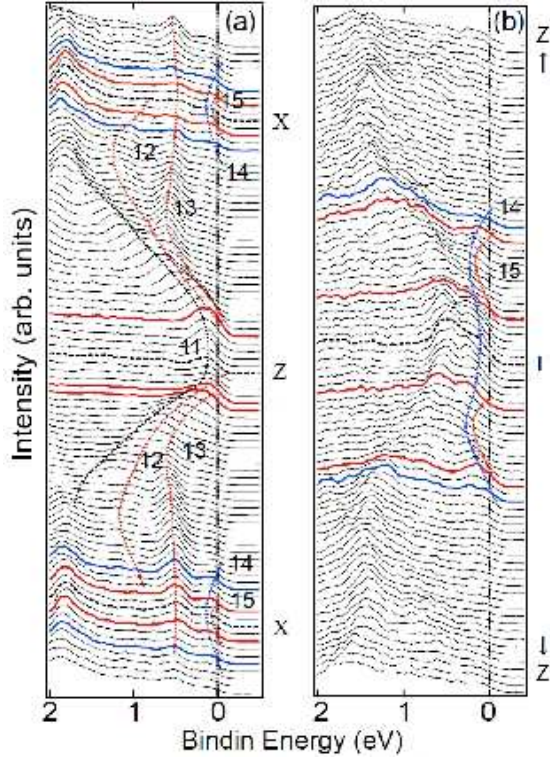 (a)
(b)
Z
↑
15
X
12
14
14
13
15
11
Z
I
12
13
14
15
X
↓
Z
2
1
0
2
1
0
Intensity (arb. units)
Bindin Energy (eV)